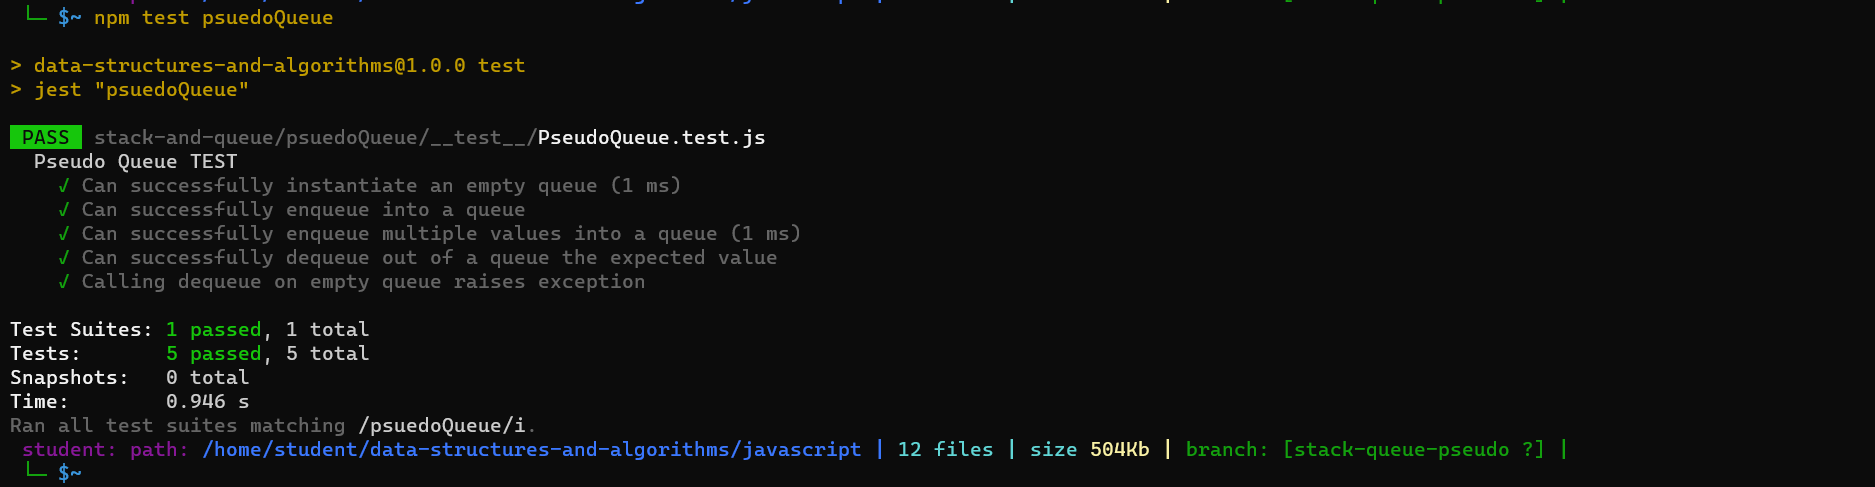 $~ npm test psuedoQueue
> data-structures-and-algorithms@1.0.0 test
> jest "psuedoQueue"
PASS stack-and-queue/psuedoQueue/__test__/PseudoQueue.test.js
Pseudo Queue TEST
√ Can successfully instantiate an empty queue (1 ms)
√ Can successfully enqueue into a queue
√ Can successfully enqueue multiple values into a queue (1 ms)
√ Can successfully dequeue out of a queue the expected value
√ Calling dequeue on empty queue raises exception
Test Suites: 1 passed, 1 total
Tests: 5 passed, 5 total
Snapshots: 0 total
Time: 0.946 s
Ran all test suites matching /psuedoQueue/i.
student: path: /home/student/data-structures-and-algorithms/javascript | 12 files | size 504Kb | branch: [stack-queue-pseudo ?] |
$~